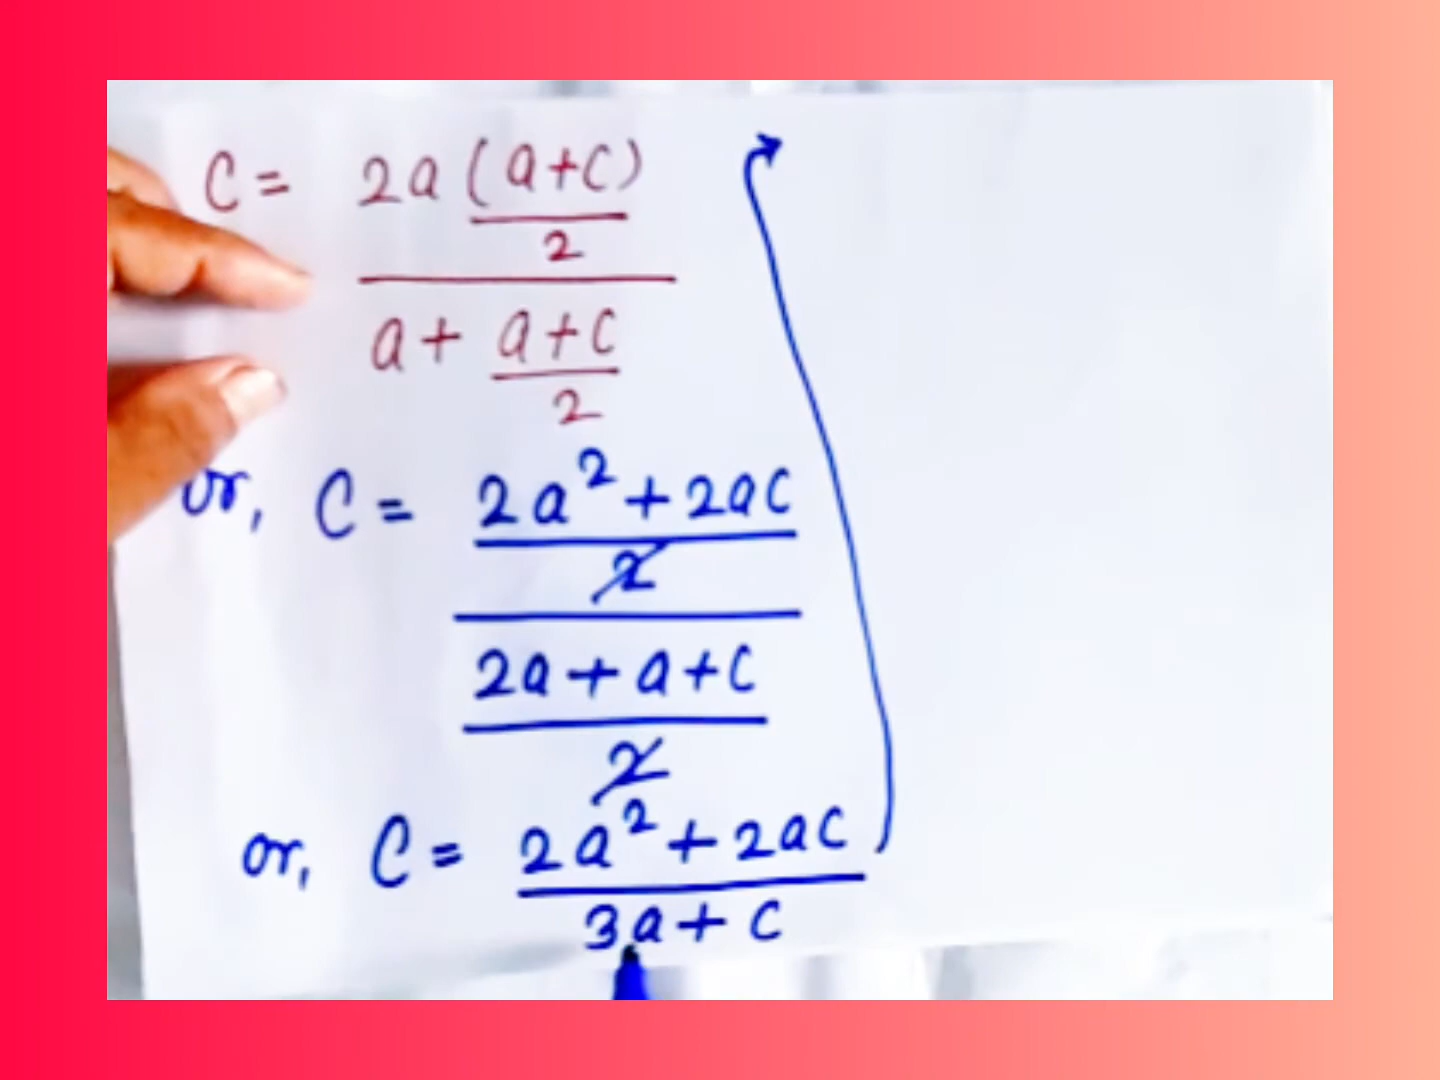 C = 2a (a+c)
2
a + a+c
2
or, C = 2a² + 2ac
2
2a + a + c
2
or, C = 2a² + 2ac
3a + c